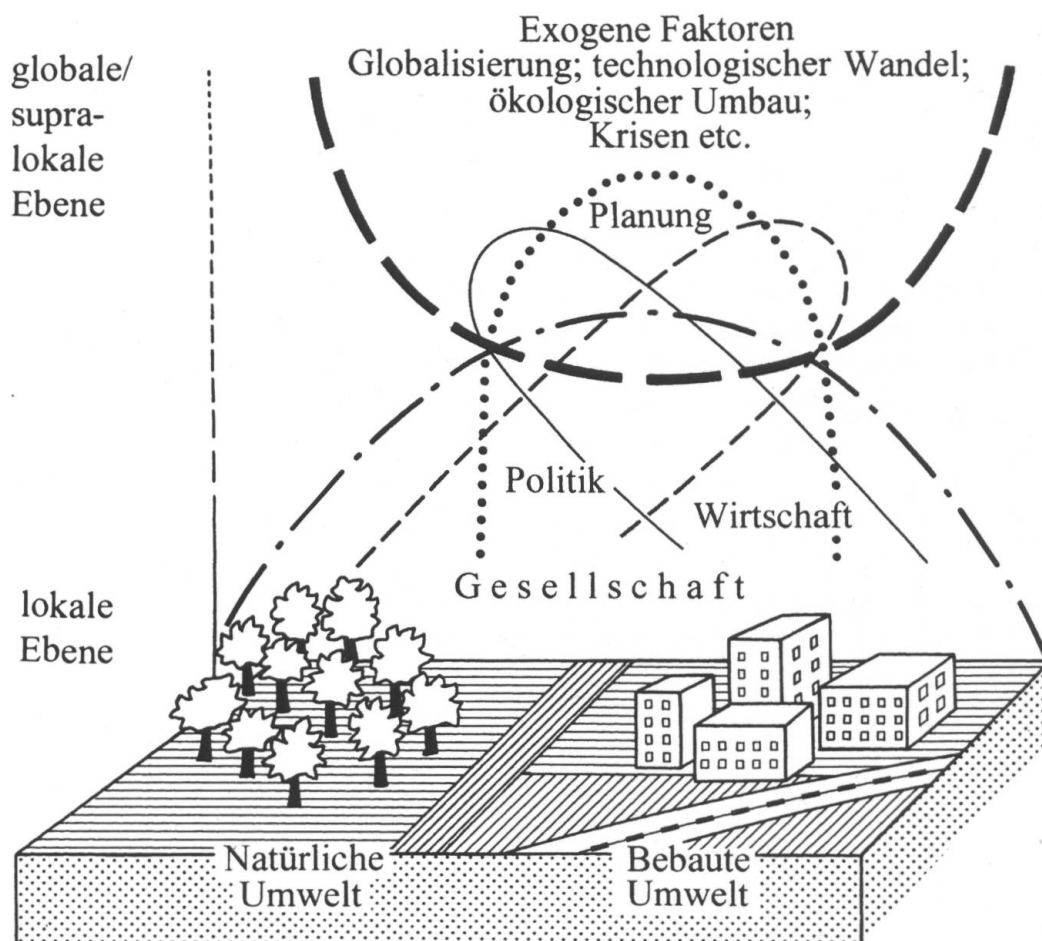 Exogene Faktoren
Globalisierung; technologischer Wandel;
ökologischer Umbau;
Krisen etc.
globale/
supra-
lokale
Ebene
Planung
Politik
Wirtschaft
Gesellschaft
lokale
Ebene
Natürliche
Umwelt
Bebaute
Umwelt